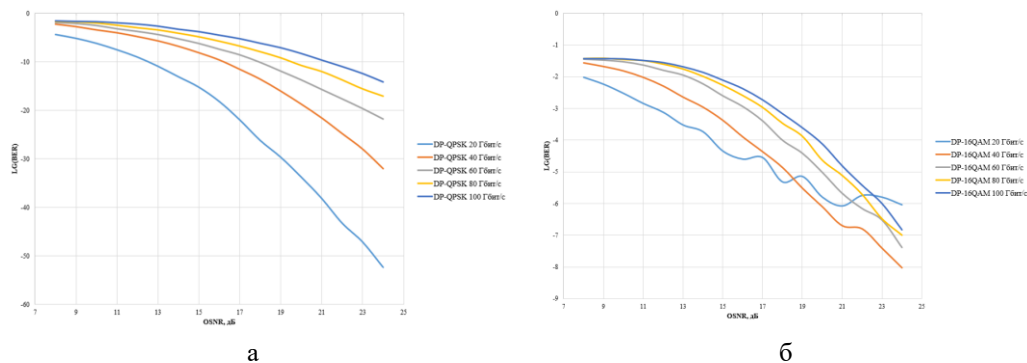 0
-10
-20
-30
-40
-50
-60
LG(BER)
7 9 11 13 15 17 19 21 23 25
OSNR, дБ
DP-QPSK 20 Гбит/с
DP-QPSK 40 Гбит/с
DP-QPSK 60 Гбит/с
DP-QPSK 80 Гбит/с
DP-QPSK 100 Гбит/с
а
0
-1
-2
-3
-4
-5
-6
-7
-8
-9
LG(BER)
7 9 11 13 15 17 19 21 23 25
OSNR, дБ
DP-16QAM 20 Гбит/с
DP-16QAM 40 Гбит/с
DP-16QAM 60 Гбит/с
DP-16QAM 80 Гбит/с
DP-16QAM 100 Гбит/с
б